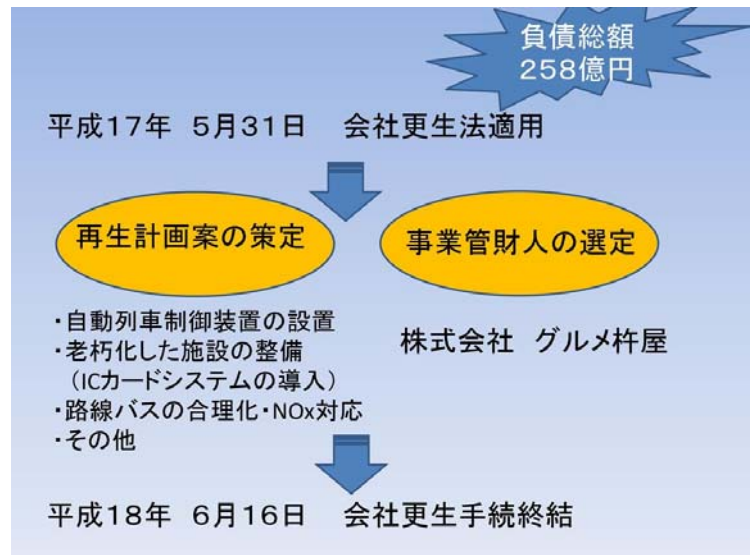 負債総額
258億円
平成17年 5月31日 会社更生法適用
再生計画案の策定
事業管財人の選定
・自動列車制御装置の設置
・老朽化した施設の整備
（ICカードシステムの導入）
・路線バスの合理化・NOx対応
・その他
株式会社 グルメ杵屋
平成18年 6月16日 会社更生手続終結